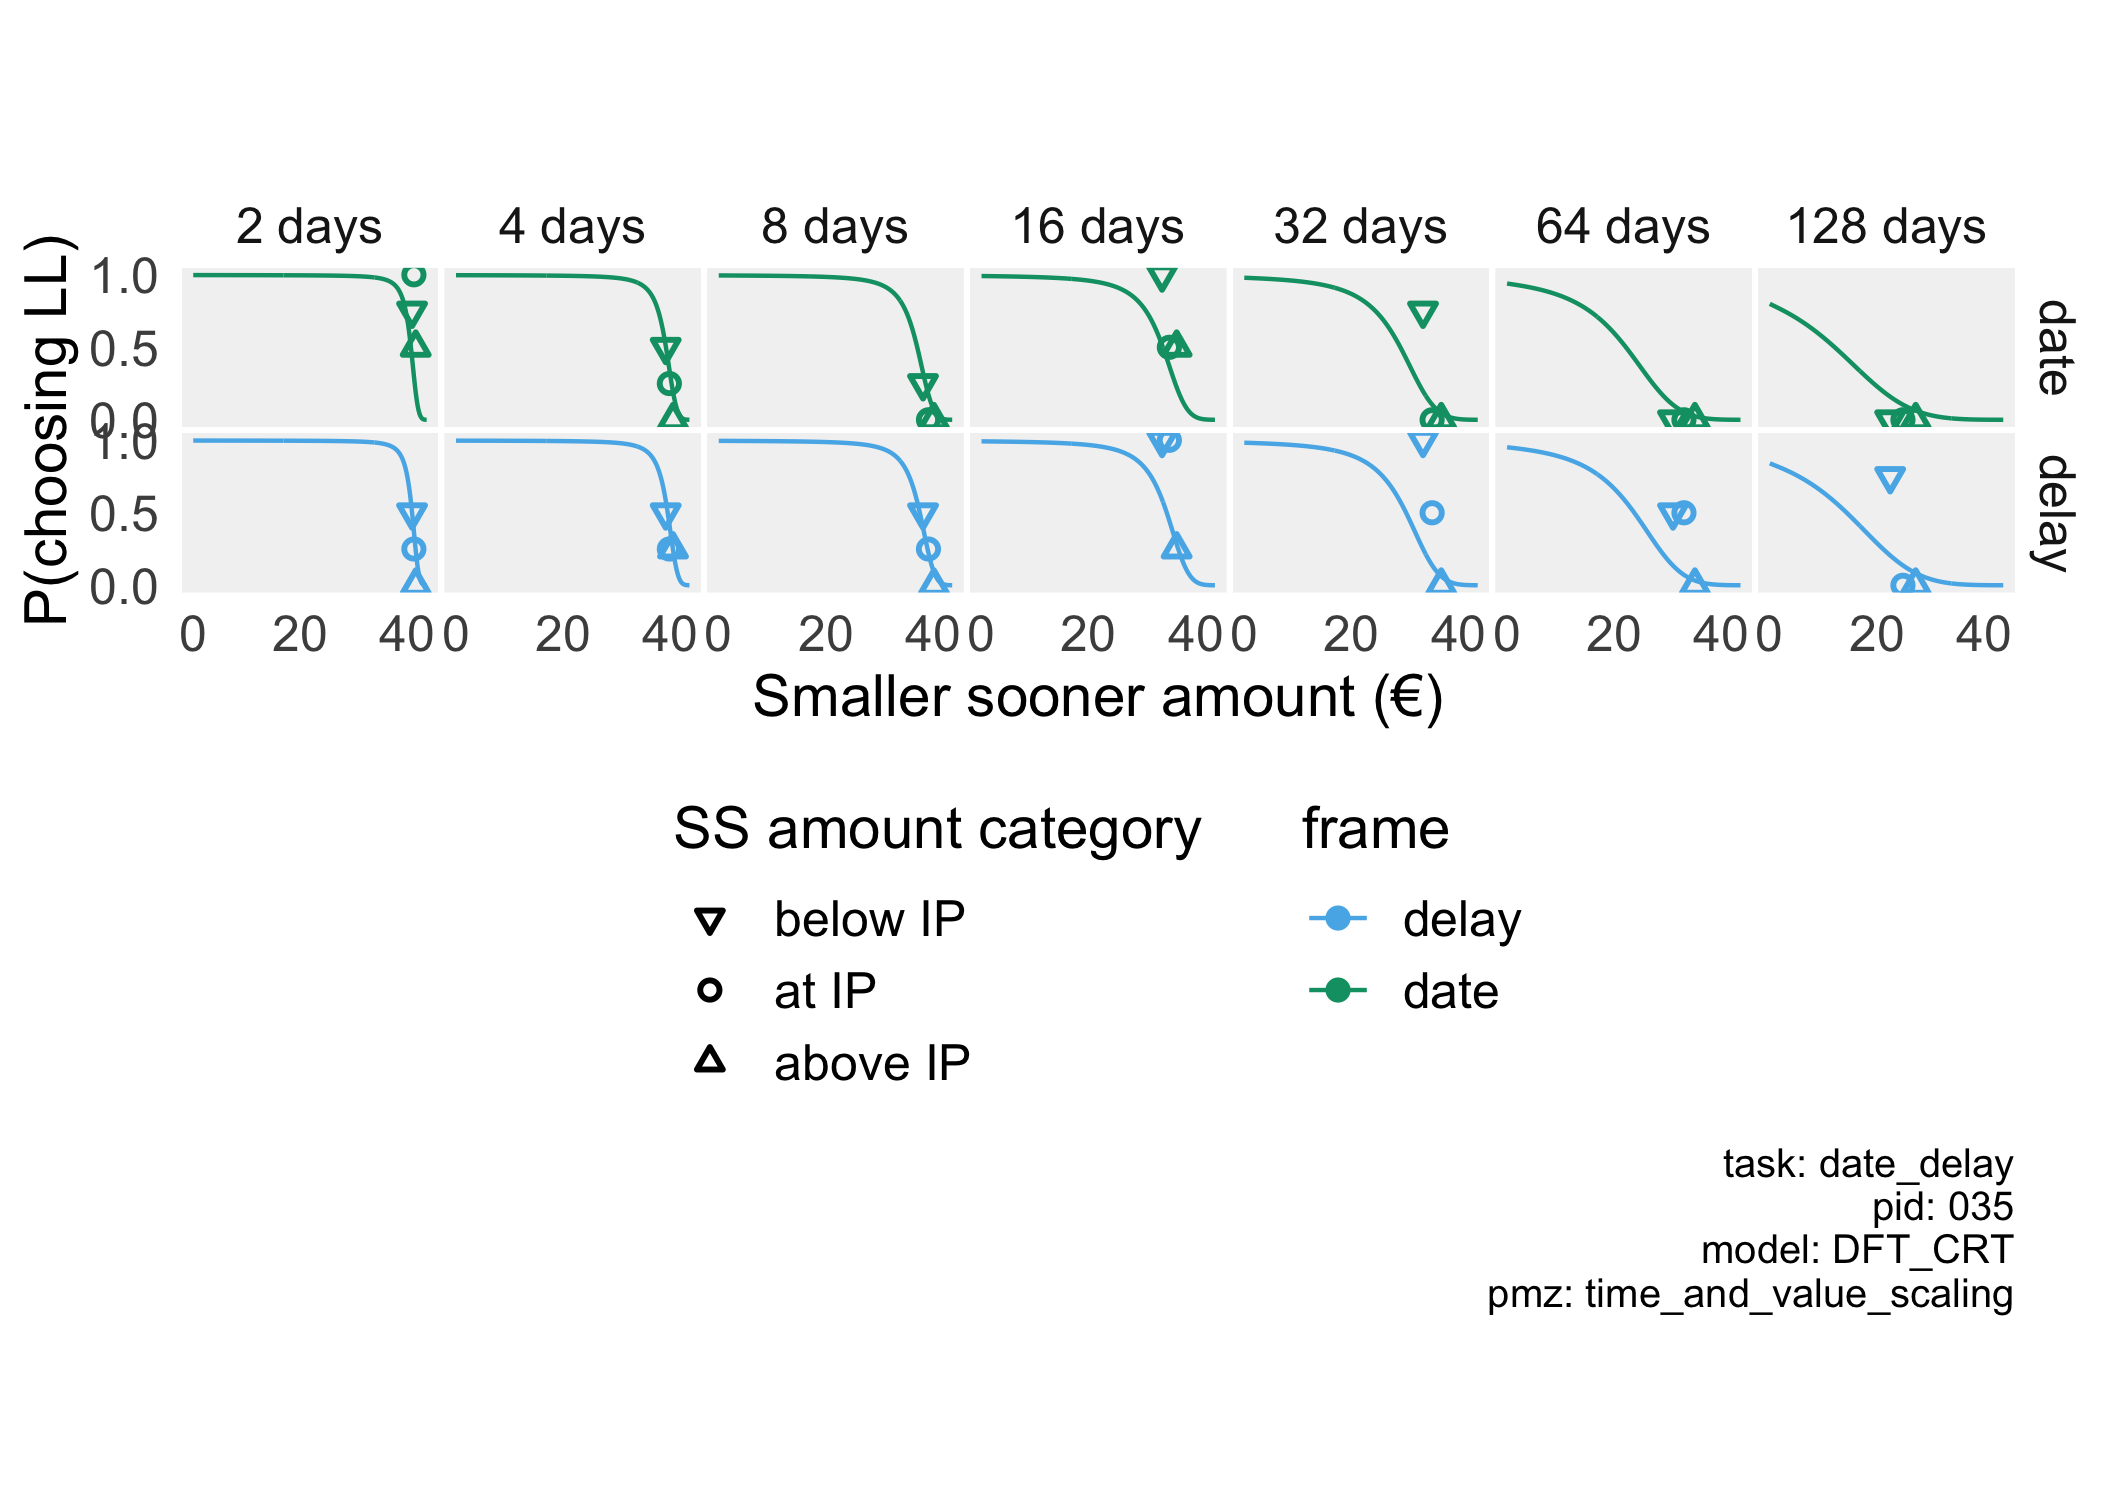 2 days 4 days 8 days 16 days 32 days 64 days 128 days
P(choosing LL)
1.0
0.5
0.0
date
1.0
0.5
0.0
delay
0 20 40 0 20 40 0 20 40 0 20 40 0 20 40 0 20 40 0 20 40
Smaller sooner amount (€)
SS amount category
below IP
at IP
above IP
frame
delay
date
task: date_delay
pid: 035
model: DFT_CRT
pmz: time_and_value_scaling